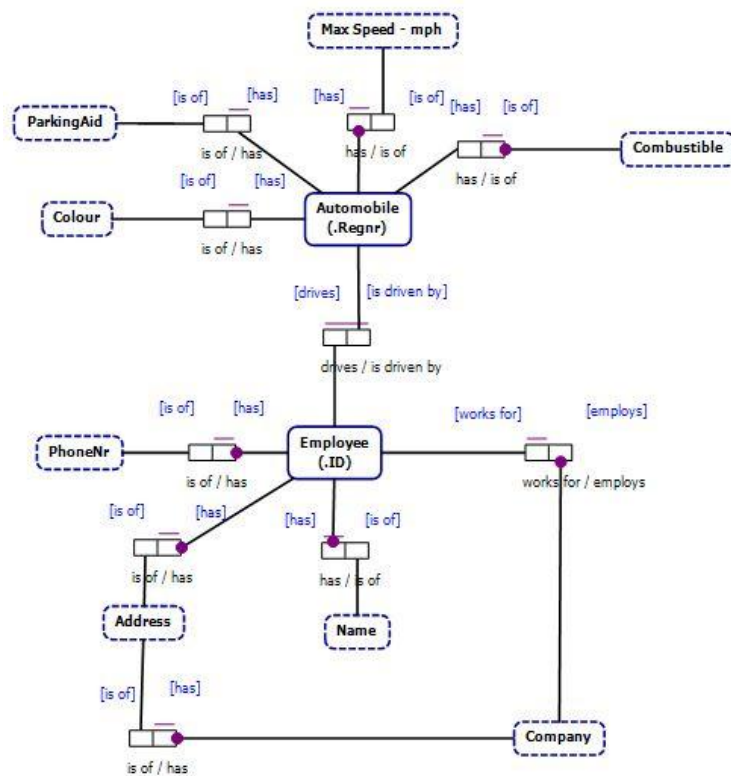 Max Speed - mph
[is of]
[has]
[has]
[is of]
[has]
[is of]
ParkingAid
is of / has
has / is of
has / is of
Combustible
[is of]
[has]
Colour
is of / has
Automobile
(.Regnr)
[drives]
[is driven by]
drives / is driven by
[is of]
[has]
[works for]
[employs]
PhoneNr
is of / has
Employee
(.ID)
works for / employs
[is of]
[has]
[has]
[is of]
is of / has
has / is of
Address
Name
[is of]
[has]
is of / has
Company